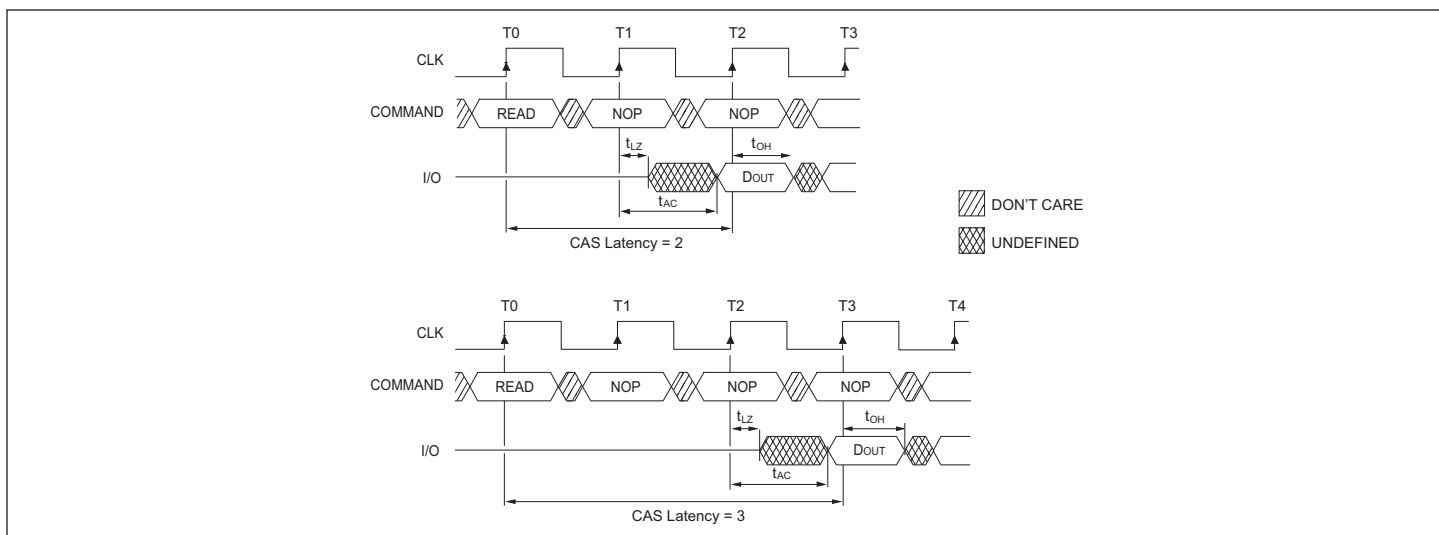 T0 T1 T2 T3
CLK
COMMAND READ NOP NOP
tLZ tOH
I/O DOUT
tAC
CAS Latency = 2
DON'T CARE
UNDEFINED
T0 T1 T2 T3 T4
CLK
COMMAND READ NOP NOP NOP
tLZ tOH
I/O DOUT
tAC
CAS Latency = 3